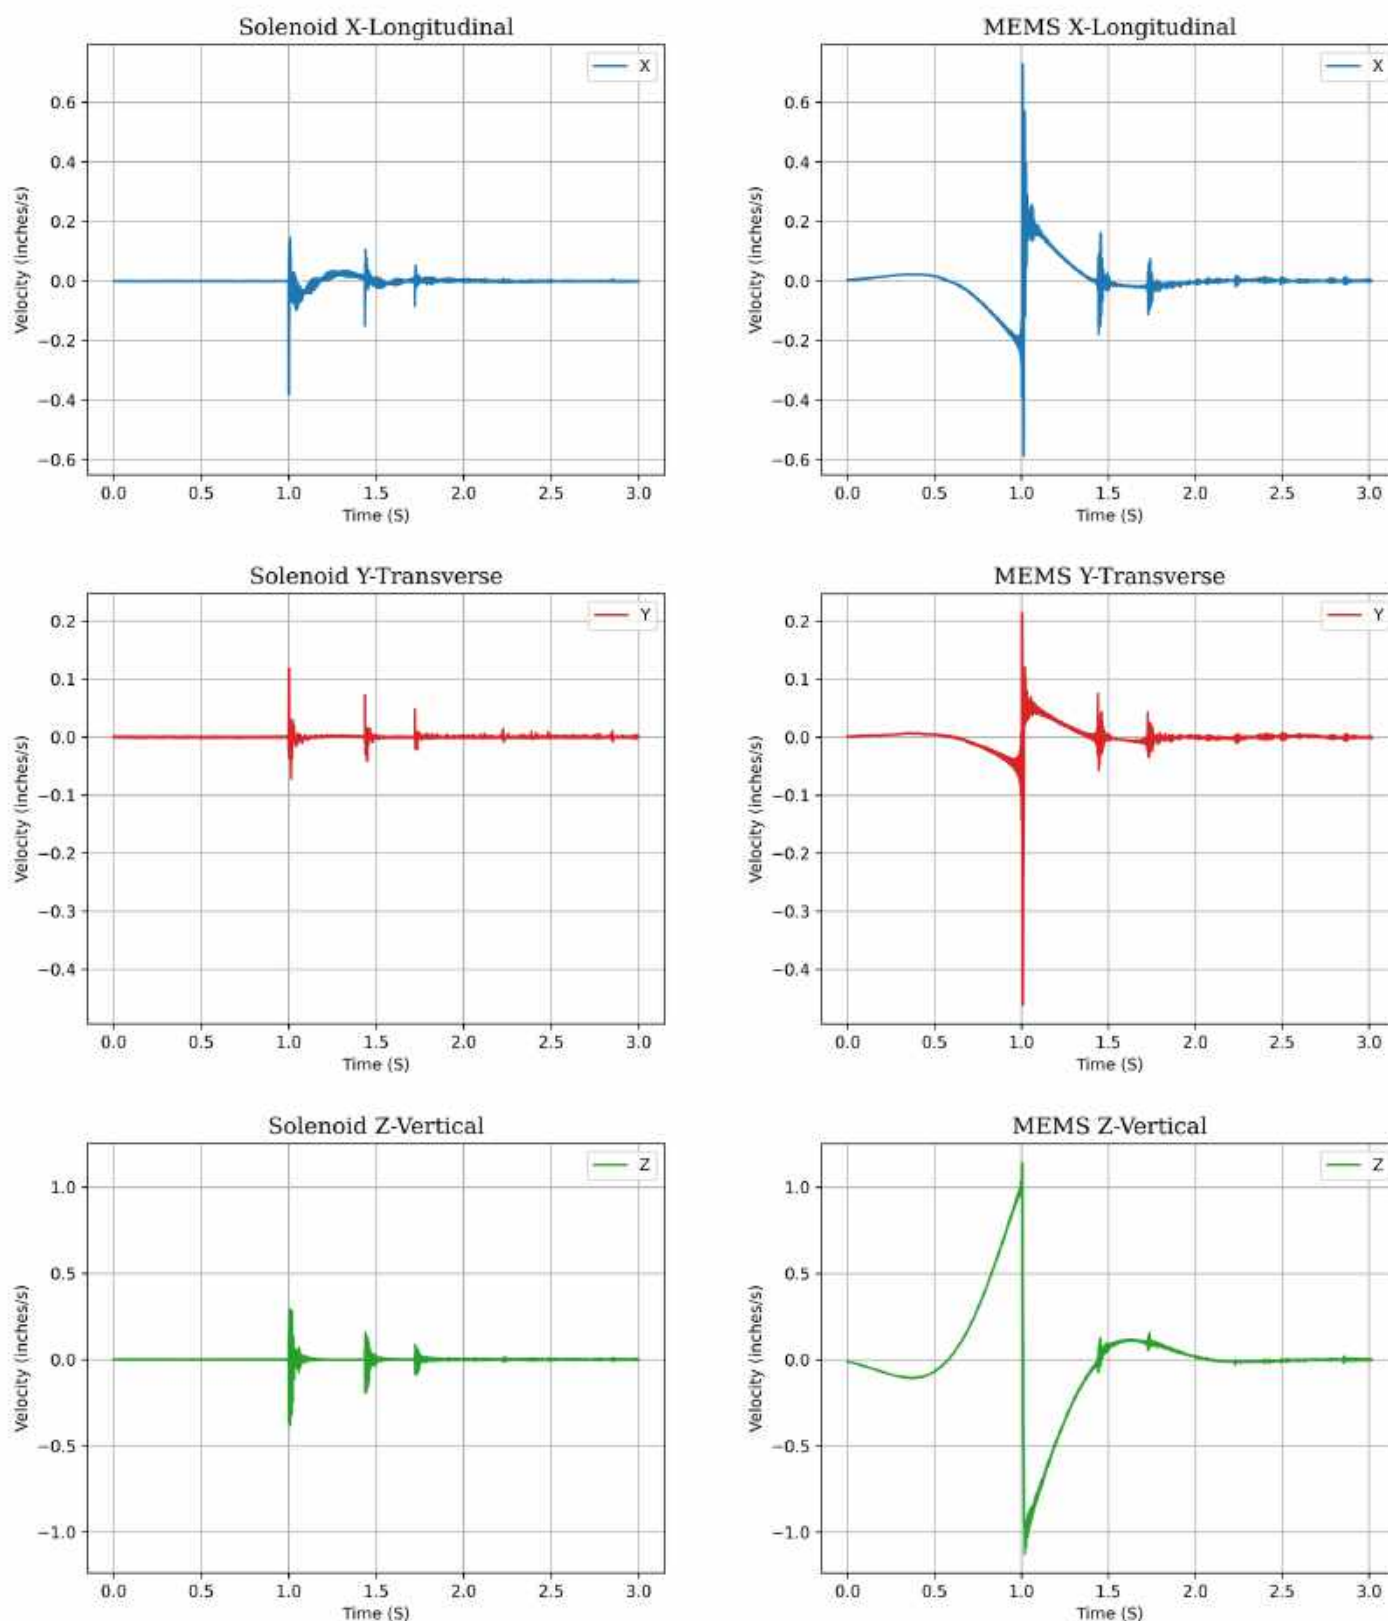 Solenoid X-Longitudinal
X
Velocity (inches/s)
0.6
0.4
0.2
0.0
−0.2
−0.4
−0.6
0.0 0.5 1.0 1.5 2.0 2.5 3.0
Time (S)
MEMS X-Longitudinal
X
Velocity (inches/s)
0.6
0.4
0.2
0.0
−0.2
−0.4
−0.6
0.0 0.5 1.0 1.5 2.0 2.5 3.0
Time (S)
Solenoid Y-Transverse
Y
Velocity (inches/s)
0.2
0.1
0.0
−0.1
−0.2
−0.3
−0.4
0.0 0.5 1.0 1.5 2.0 2.5 3.0
Time (S)
MEMS Y-Transverse
Y
Velocity (inches/s)
0.2
0.1
0.0
−0.1
−0.2
−0.3
−0.4
0.0 0.5 1.0 1.5 2.0 2.5 3.0
Time (S)
Solenoid Z-Vertical
Z
Velocity (inches/s)
1.0
0.5
0.0
−0.5
−1.0
0.0 0.5 1.0 1.5 2.0 2.5 3.0
Time (S)
MEMS Z-Vertical
Z
Velocity (inches/s)
1.0
0.5
0.0
−0.5
−1.0
0.0 0.5 1.0 1.5 2.0 2.5 3.0
Time (S)